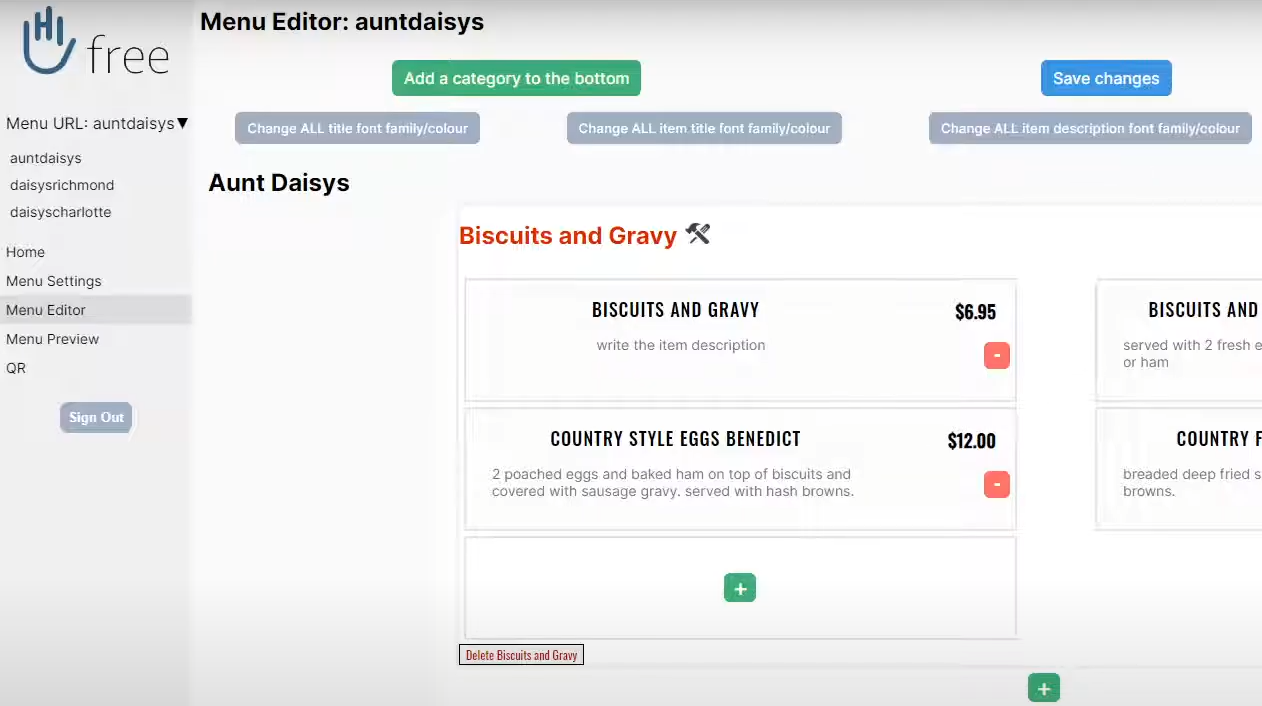 HI
free
Menu Editor: auntdaisys
Add a category to the bottom
Save changes
Change ALL title font family/colour
Change ALL item title font family/colour
Change ALL item description font family/colour
Menu URL: auntdaisys▼
auntdaisys
daisysrichmond
daisyscharlotte
Home
Menu Settings
Menu Editor
Menu Preview
QR
Sign Out
Aunt Daisys
Biscuits and Gravy
BISCUITS AND GRAVY
$6.95
write the item description
-
BISCUITS AND
served with 2 fresh e
or ham
COUNTRY STYLE EGGS BENEDICT
$12.00
2 poached eggs and baked ham on top of biscuits and
covered with sausage gravy. served with hash browns.
-
COUNTRY F
breaded deep fried s
browns.
+
Delete Biscuits and Gravy
+